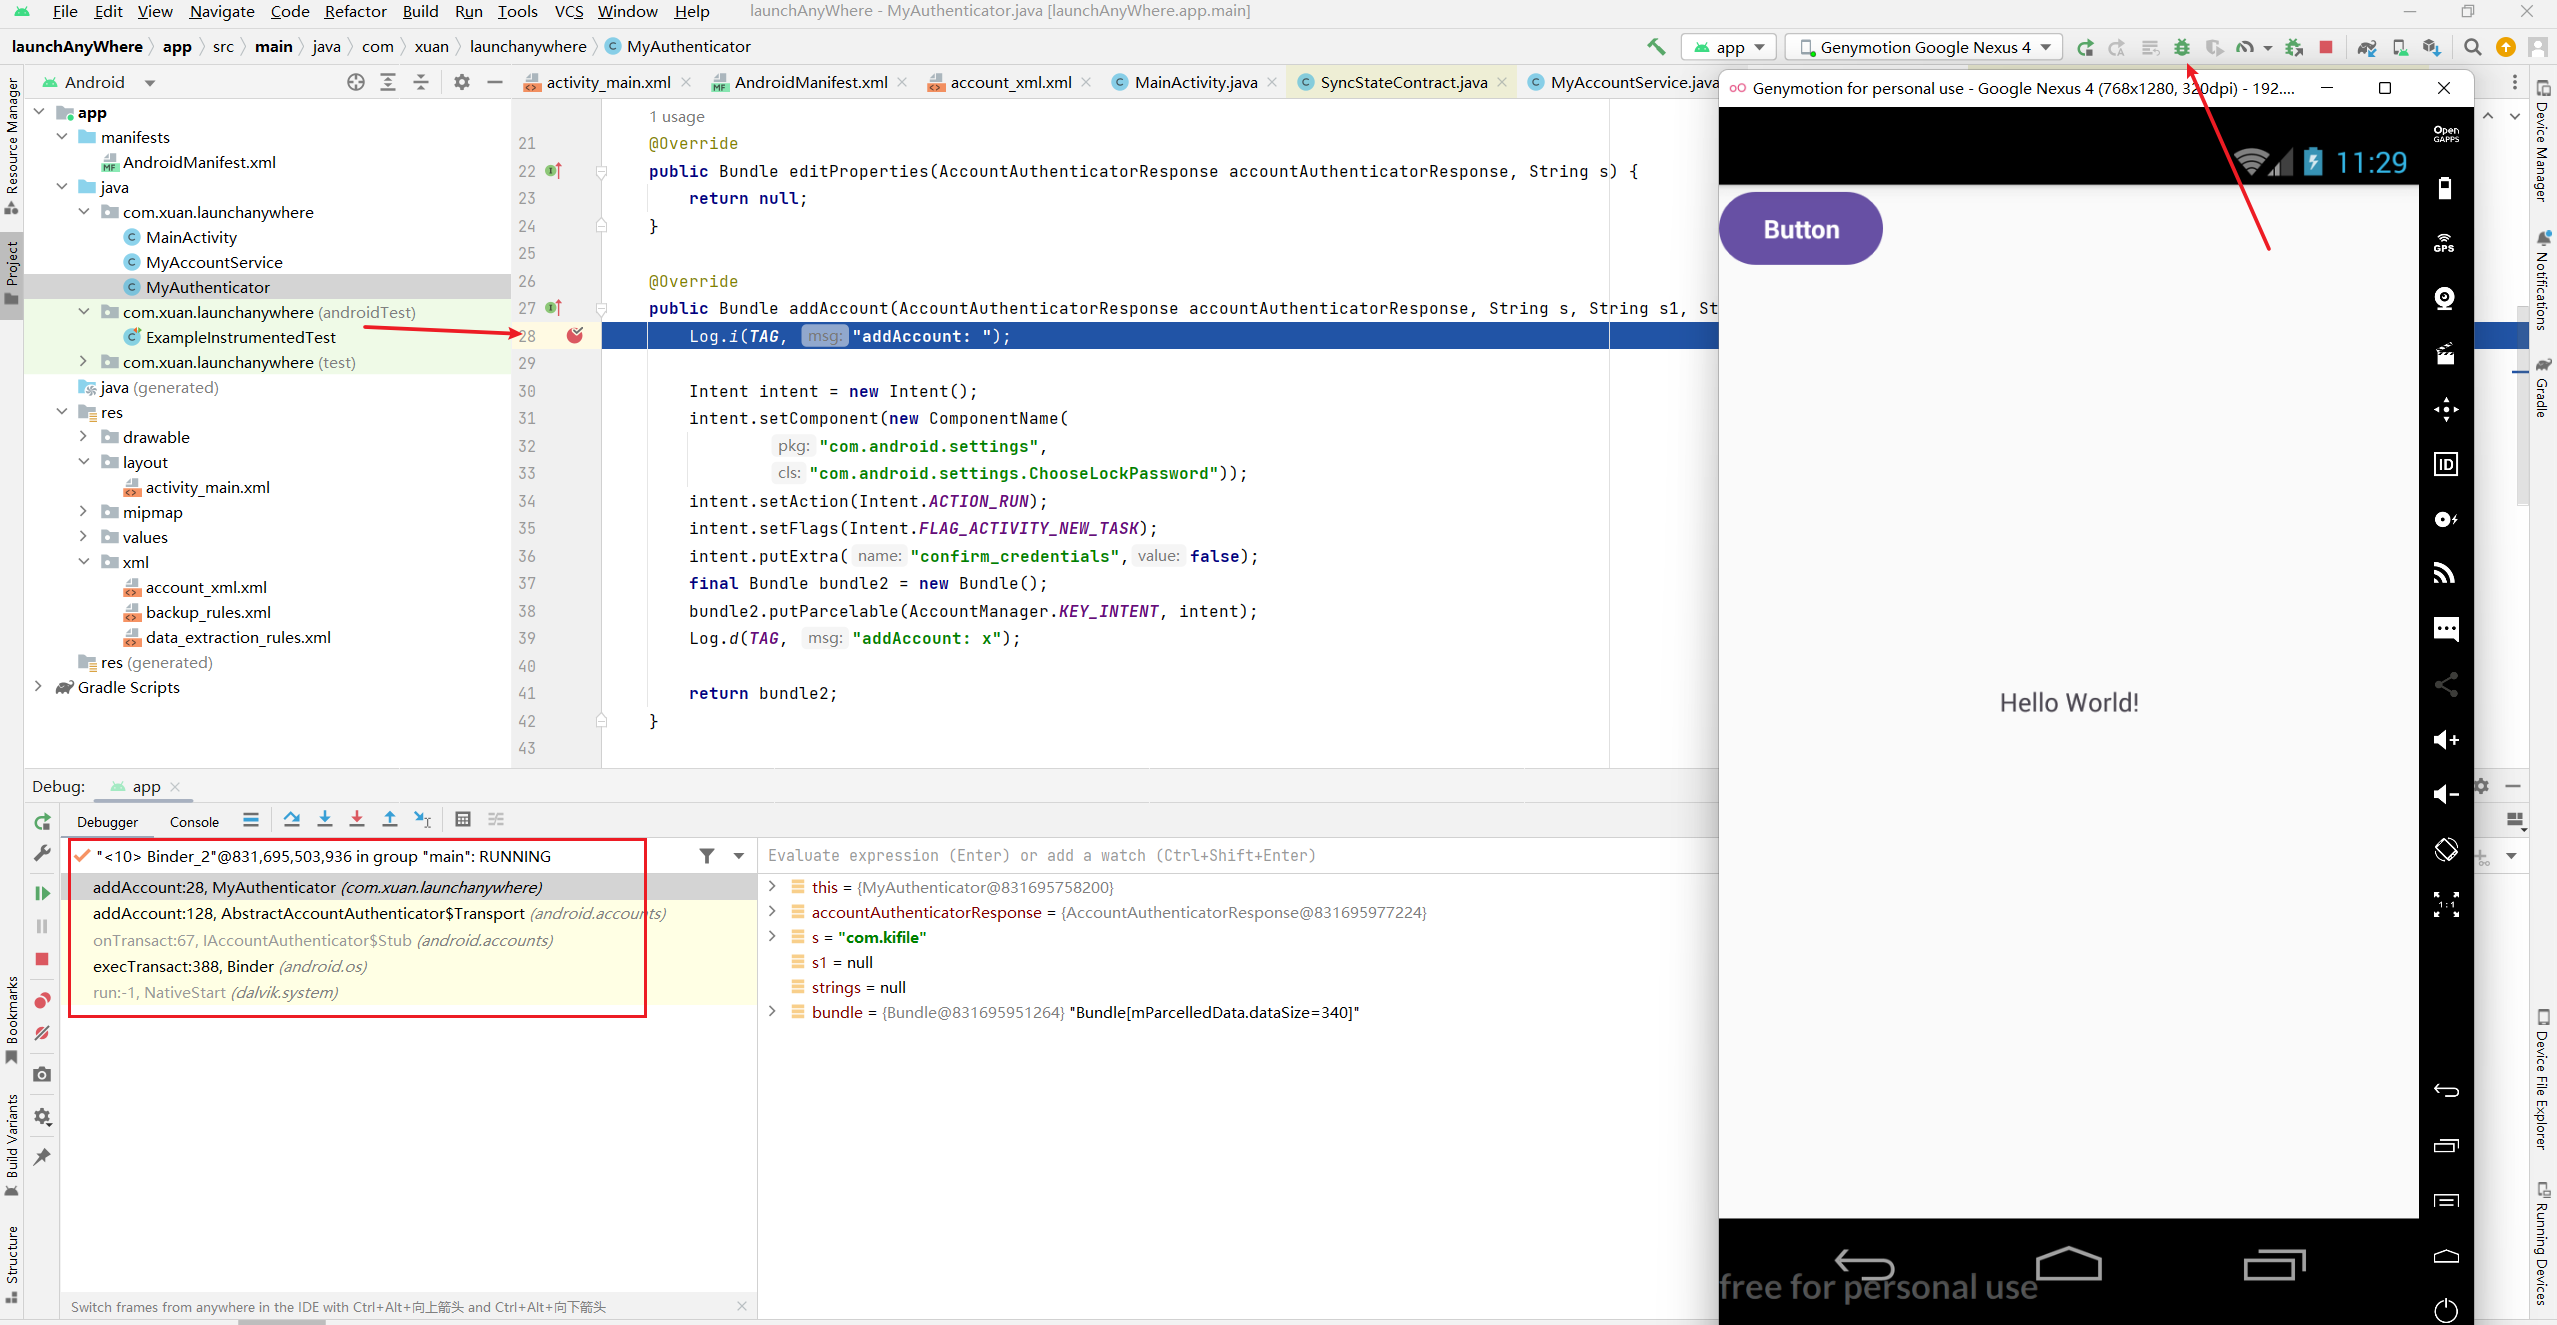 File Edit View Navigate Code Refactor Build Run Tools VCS Window Help launchAnyWhere - MyAuthenticator.java [launchAnyWhere.app.main]
launchAnyWhere app src main java com xuan launchanywhere MyAuthenticator app Genymotion Google Nexus 4
Android activity_main.xml AndroidManifest.xml account_xml.xml MainActivity.java SyncStateContract.java MyAccountService.java
Resource Manager
Project
Bookmarks
Build Variants
Structure
app
manifests
AndroidManifest.xml
java
com.xuan.launchanywhere
MainActivity
MyAccountService
MyAuthenticator
com.xuan.launchanywhere (androidTest)
ExampleInstrumentedTest
com.xuan.launchanywhere (test)
java (generated)
res
drawable
layout
activity_main.xml
mipmap
values
xml
account_xml.xml
backup_rules.xml
data_extraction_rules.xml
res (generated)
Gradle Scripts
1 usage
21 @Override
22 public Bundle editProperties(AccountAuthenticatorResponse accountAuthenticatorResponse, String s) {
23 return null;
24 }
25
26 @Override
27 public Bundle addAccount(AccountAuthenticatorResponse accountAuthenticatorResponse, String s, String s1, St
28 Log.i(TAG, msg: "addAccount: ");
29
30 Intent intent = new Intent();
31 intent.setComponent(new ComponentName(
32 pkg: "com.android.settings",
33 cls: "com.android.settings.ChooseLockPassword"));
34 intent.setAction(Intent.ACTION_RUN);
35 intent.setFlags(Intent.FLAG_ACTIVITY_NEW_TASK);
36 intent.putExtra( name: "confirm_credentials", value: false);
37 final Bundle bundle2 = new Bundle();
38 bundle2.putParcelable(AccountManager.KEY_INTENT, intent);
39 Log.d(TAG, msg: "addAccount: x");
40
41 return bundle2;
42 }
43
Genymotion for personal use - Google Nexus 4 (768x1280, 320dpi) - 192....
11:29
Button
Hello World!
free for personal use
Open GAPPS
GPS
ID
1:1
Device Manager
Notifications
Gradle
Device File Explorer
Running Devices
Debug: app
Debugger Console
"<10> Binder_2"@831,695,503,936 in group "main": RUNNING
addAccount:28, MyAuthenticator (com.xuan.launchanywhere)
addAccount:128, AbstractAccountAuthenticator$Transport (android.accounts)
onTransact:67, IAccountAuthenticator$Stub (android.accounts)
execTransact:388, Binder (android.os)
run:-1, NativeStart (dalvik.system)
Evaluate expression (Enter) or add a watch (Ctrl+Shift+Enter)
this = {MyAuthenticator@831695758200}
accountAuthenticatorResponse = {AccountAuthenticatorResponse@831695977224}
s = "com.kifile"
s1 = null
strings = null
bundle = {Bundle@831695951264} "Bundle[mParcelledData.dataSize=340]"
Switch frames from anywhere in the IDE with Ctrl+Alt+向上箭头 and Ctrl+Alt+向下箭头